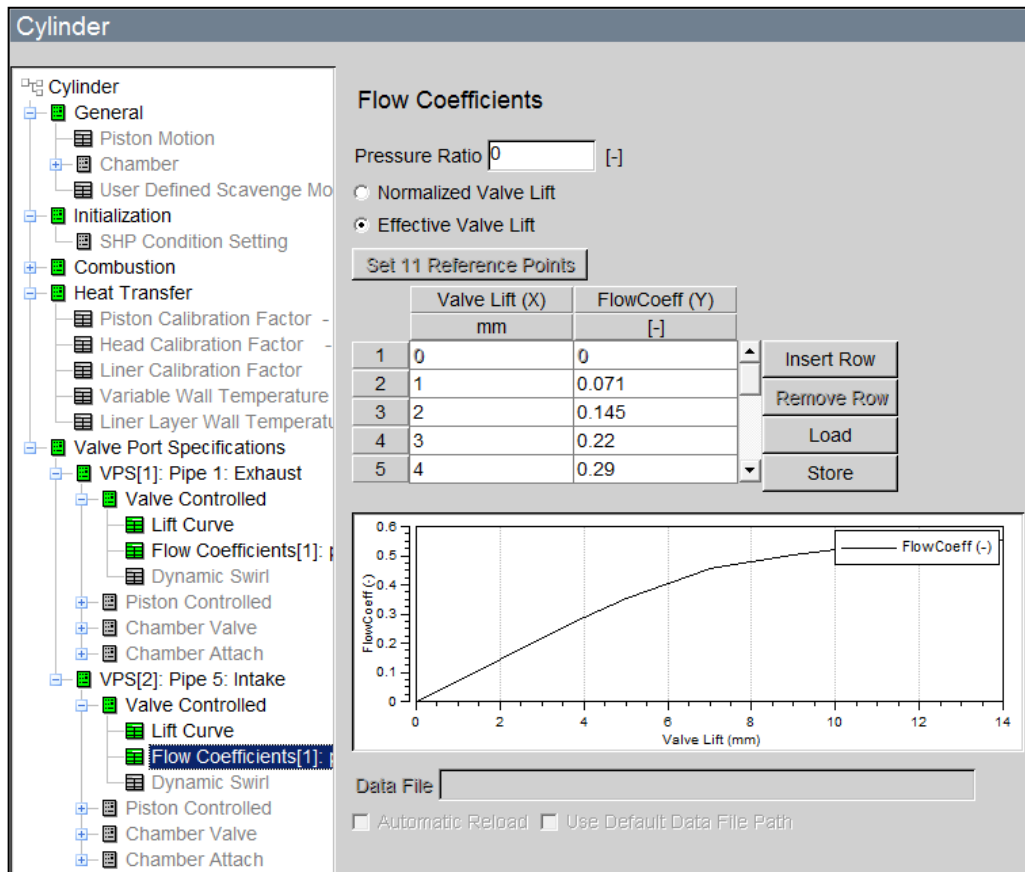 Cylinder
Cylinder
General
Piston Motion
Chamber
User Defined Scavenge Mo
Initialization
SHP Condition Setting
Combustion
Heat Transfer
Piston Calibration Factor -
Head Calibration Factor -
Liner Calibration Factor
Variable Wall Temperature
Liner Layer Wall Temperatu
Valve Port Specifications
VPS[1]: Pipe 1: Exhaust
Valve Controlled
Lift Curve
Flow Coefficients[1]: p
Dynamic Swirl
Piston Controlled
Chamber Valve
Chamber Attach
VPS[2]: Pipe 5: Intake
Valve Controlled
Lift Curve
Flow Coefficients[1]: p
Dynamic Swirl
Piston Controlled
Chamber Valve
Chamber Attach
Flow Coefficients
Pressure Ratio 0 [-]
Normalized Valve Lift
Effective Valve Lift
Set 11 Reference Points
Valve Lift (X) FlowCoeff (Y)
mm [-]
1 0 0
2 1 0.071
3 2 0.145
4 3 0.22
5 4 0.29
Insert Row
Remove Row
Load
Store
FlowCoeff (-)
0.6
0.5
0.4
0.3
0.2
0.1
0
FlowCoeff (-)
0 2 4 6 8 10 12 14
Valve Lift (mm)
Data File
Automatic Reload Use Default Data File Path